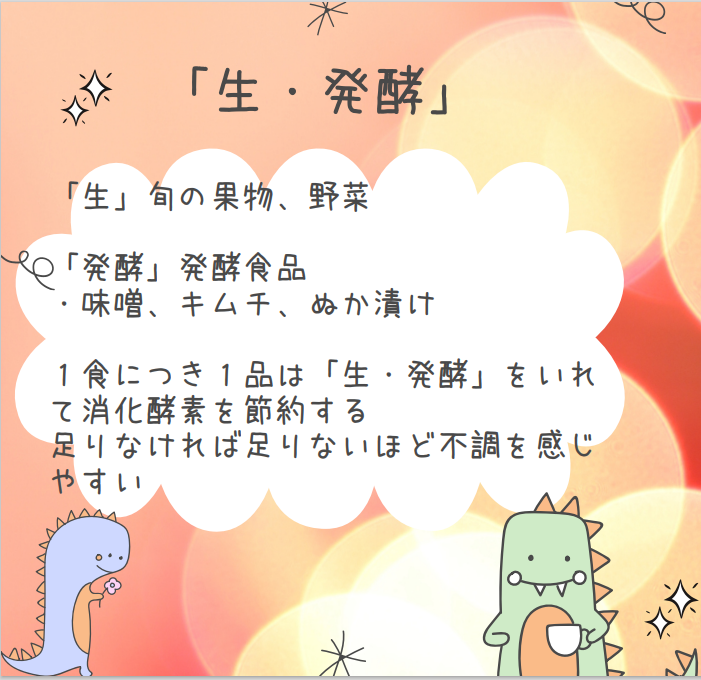 「生・発酵」
「生」旬の果物、野菜
「発酵」発酵食品
・味噌、キムチ、ぬか漬け
１食につき１品は「生・発酵」をいれ
て消化酵素を節約する
足りなければ足りないほど不調を感じ
やすい